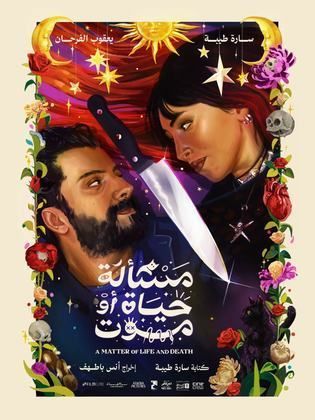 سارة طيبة
يعقوب الفرحان
مسألة
حياة أو
موت
A MATTER OF LIFE AND DEATH
كتابة سارة طيبة
إخراج أنس باطهف